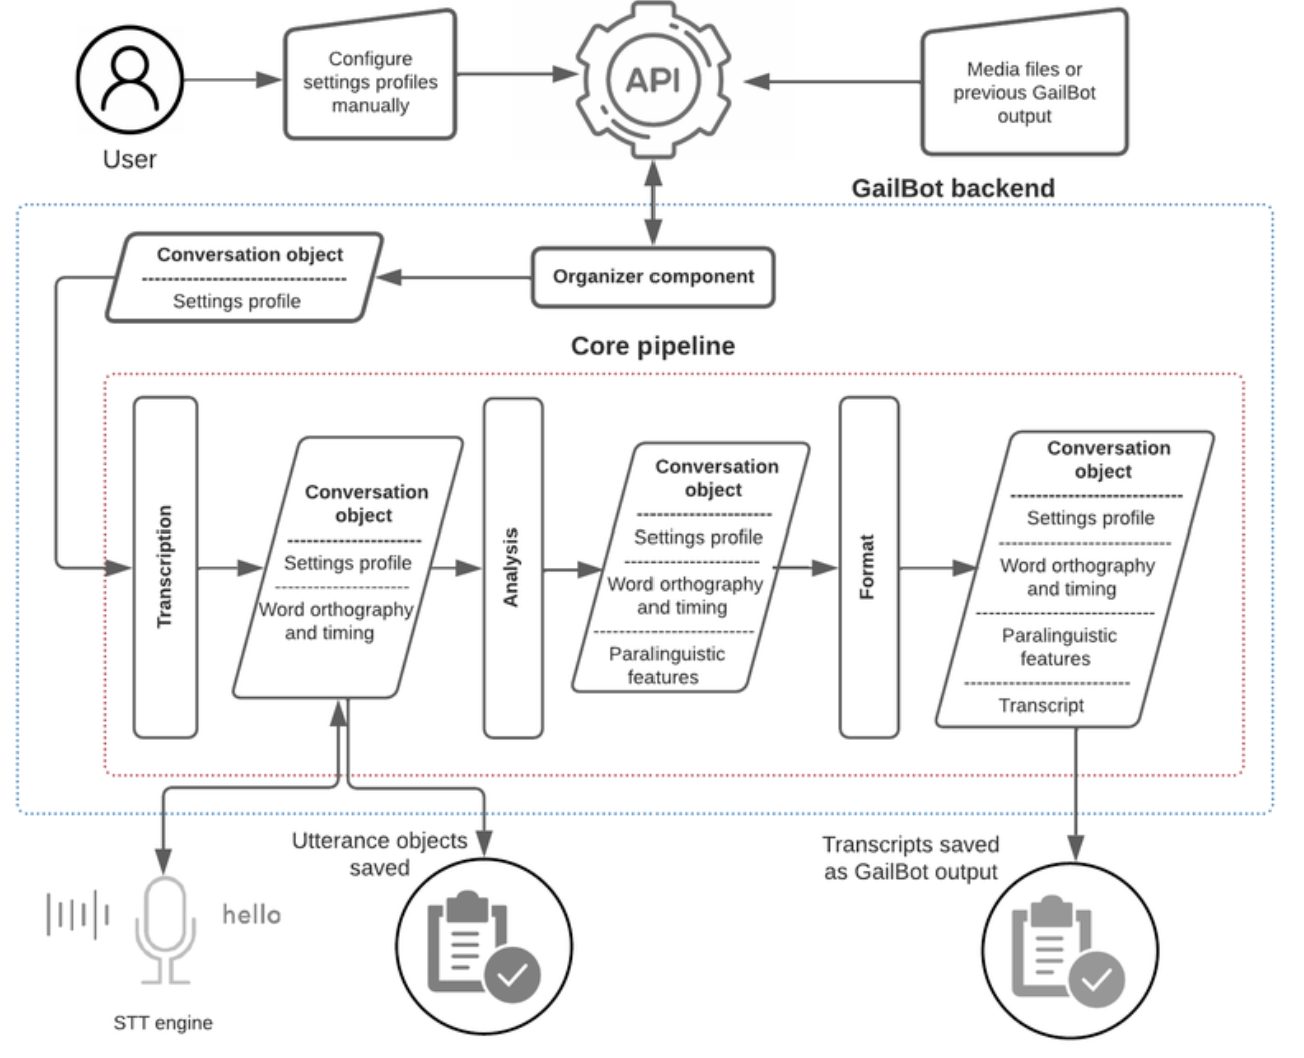 Configure
settings profiles
manually
API
Media files or
previous GailBot
output
User
GailBot backend
Conversation object
Settings profile
Organizer component
Core pipeline
Transcription
Conversation
object
Settings profile
Word orthography
and timing
Analysis
Conversation
object
Settings profile
Word orthography
and timing
Paralinguistic
features
Format
Conversation
object
Settings profile
Word orthography
and timing
Paralinguistic
features
Transcript
Utterance objects
saved
Transcripts saved
as GailBot output
hello
STT engine